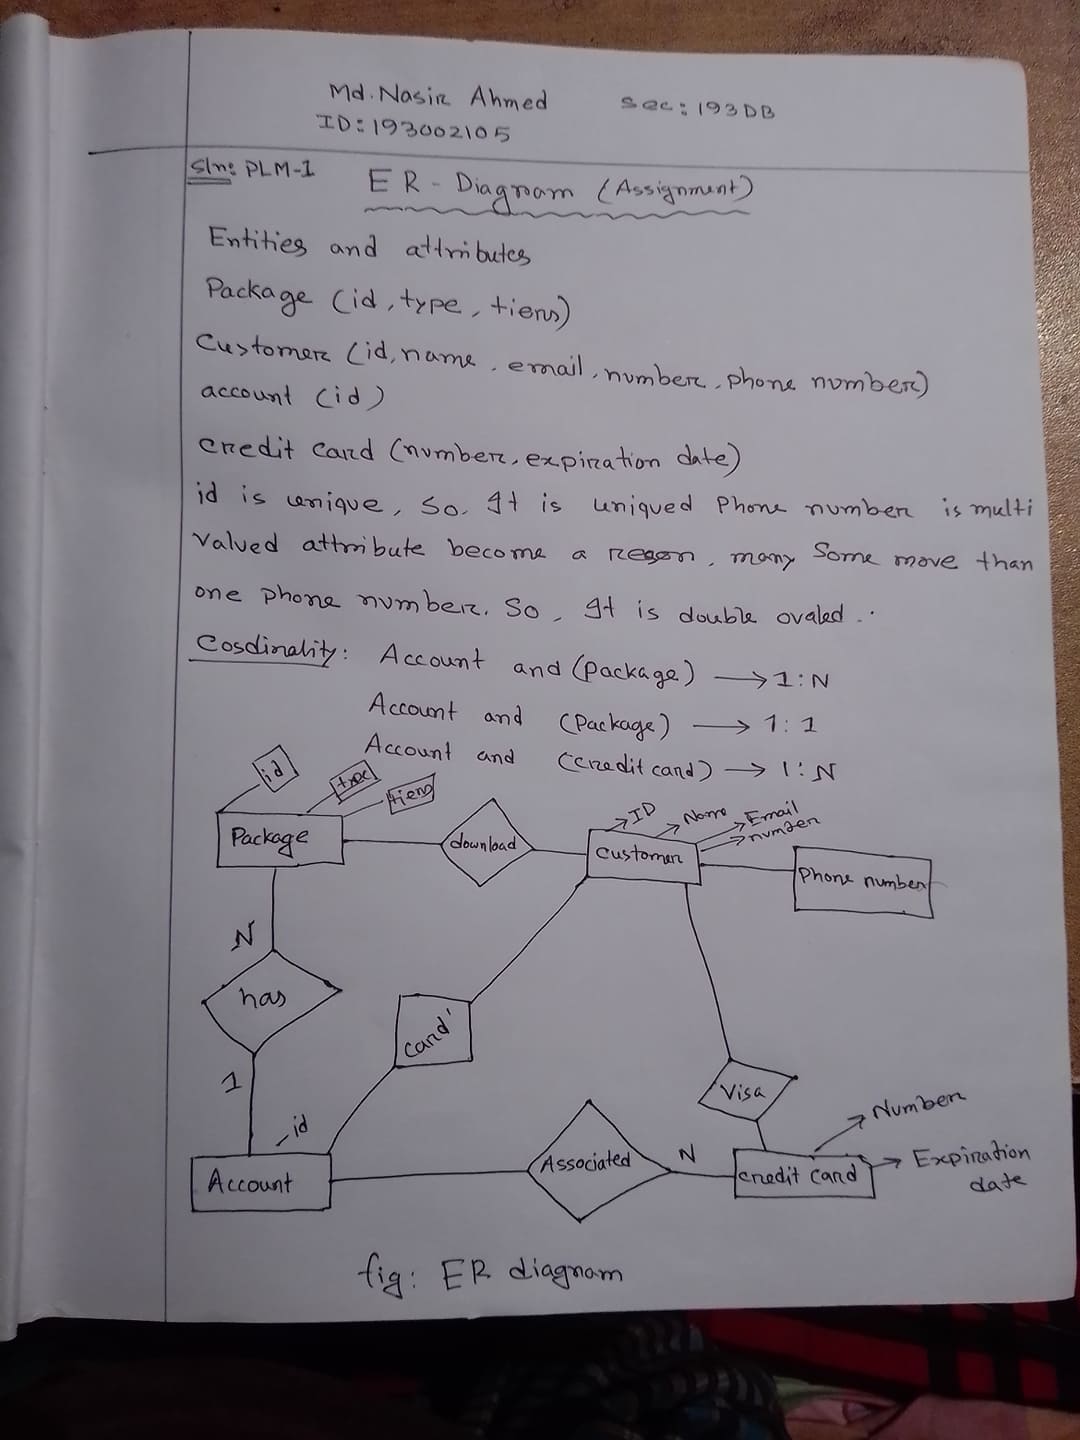 Md. Nasir Ahmed
Sec: 193DB
ID: 193002105
Sln: PLM-1
ER-Diagram (Assignment)
Entities and attributes
Package (id, type, tiers)
Customer (id, name, email, number, phone number)
account (id)
Credit card (number, expiration date)
id is unique, So, It is uniqued Phone number is multi
Valued attribute become a reson, many Some move than
one phone number. So, It is double ovaled.
Cosdinality: Account and (package) → 1:N
Account and (Package) → 1:1
Account and (credit card) → 1:N
id
tiers
ID
Name
Email
number
Package
download
Customer
Phone number
N
has
card
1
Visa
id
Number
Account
Associated
N
credit card
Expiration
date
fig: ER diagram